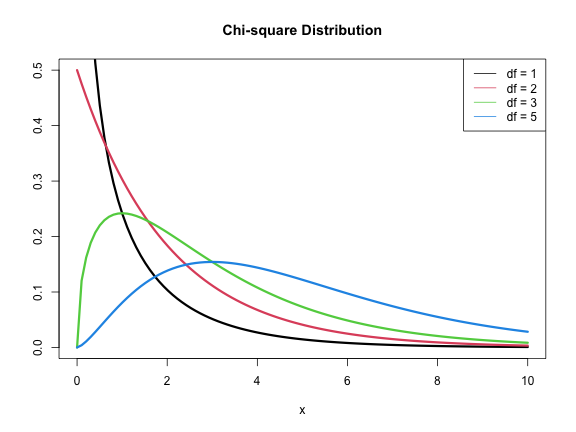 Chi-square Distribution
df = 1
df = 2
df = 3
df = 5
0.5
0.4
0.3
0.2
0.1
0.0
0 2 4 6 8 10
x